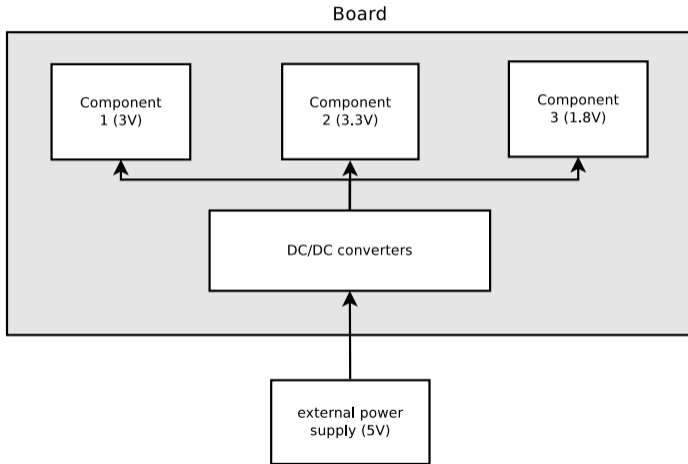 Board
Component
1 (3V)
Component
2 (3.3V)
Component
3 (1.8V)
DC/DC converters
external power
supply (5V)